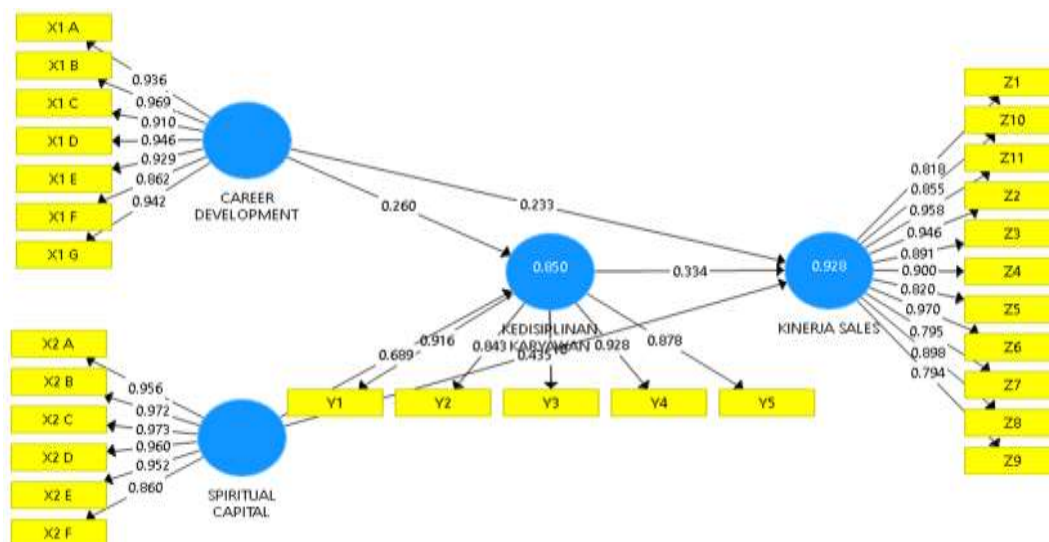 X1 A
X1 B
X1 C
X1 D
X1 E
X1 F
X1 G
0.936
0.969
0.910
0.946
0.929
0.862
0.942
CAREER
DEVELOPMENT
0.260
0.233
X2 A
X2 B
X2 C
X2 D
X2 E
X2 F
0.956
0.972
0.973
0.960
0.952
0.860
SPIRITUAL
CAPITAL
0.689
0.435
0.850
KEDISIPLINAN
KARYAWAN
0.334
0.916
0.843
0.928
0.878
Y1
Y2
Y3
Y4
Y5
0.928
KINERJA SALES
0.818
0.855
0.958
0.946
0.891
0.900
0.820
0.970
0.795
0.898
0.794
Z1
Z10
Z11
Z2
Z3
Z4
Z5
Z6
Z7
Z8
Z9